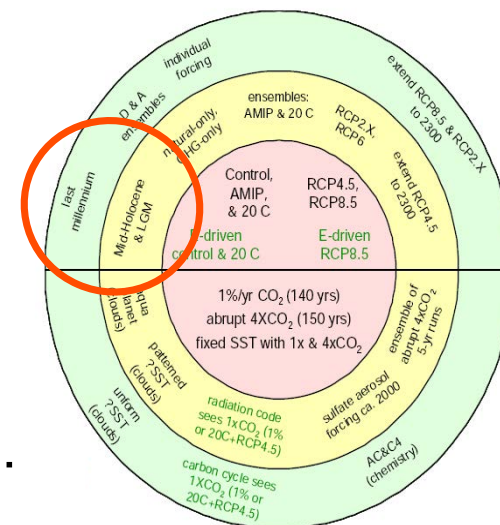 individual
forcing
D & A
ensembles
last
millennium
extend RCP8.5 & RCP2.X
to 2300
ensembles:
AMIP & 20 C
natural-only,
GHG-only
RCP2.X,
RCP6
Mid-Holocene
& LGM
extend RCP4.5
to 2300
Control,
AMIP,
& 20 C
RCP4.5,
RCP8.5
E-driven
control & 20 C
E-driven
RCP8.5
1%/yr CO₂ (140 yrs)
abrupt 4XCO₂ (150 yrs)
fixed SST with 1x & 4xCO₂
aqua
planet
(clouds)
patterned
? SST
(clouds)
unform
? SST
(clouds)
ensemble of
abrupt 4xCO₂
5-yr runs
sulfate aerosol
forcing ca. 2000
radiation code
sees 1xCO₂ (1%
or 20C+RCP4.5)
carbon cycle sees
1XCO₂ (1% or
20C+RCP4.5)
AC&C4
(chemistry)